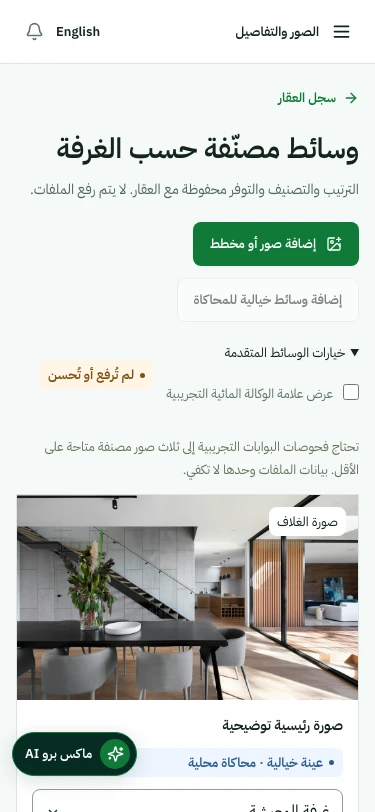 الصور والتفاصيل
English
سجل العقار
وسائط مصنّفة حسب الغرفة
الترتيب والتصنيف والتوفر محفوظة مع العقار. لا يتم رفع الملفات.
إضافة صور أو مخطط
إضافة وسائط خيالية للمحاكاة
خيارات الوسائط المتقدمة
لم تُرفع أو تُحسن
عرض علامة الوكالة المائية التجريبية
تحتاج فحوصات البوابات التجريبية إلى ثلاث صور مصنفة متاحة على
الأقل. بيانات الملفات وحدها لا تكفي.
صورة الغلاف
صورة رئيسية توضيحية
ماكس برو AI
عينة خيالية · محاكاة محلية
غرفة المعيشة